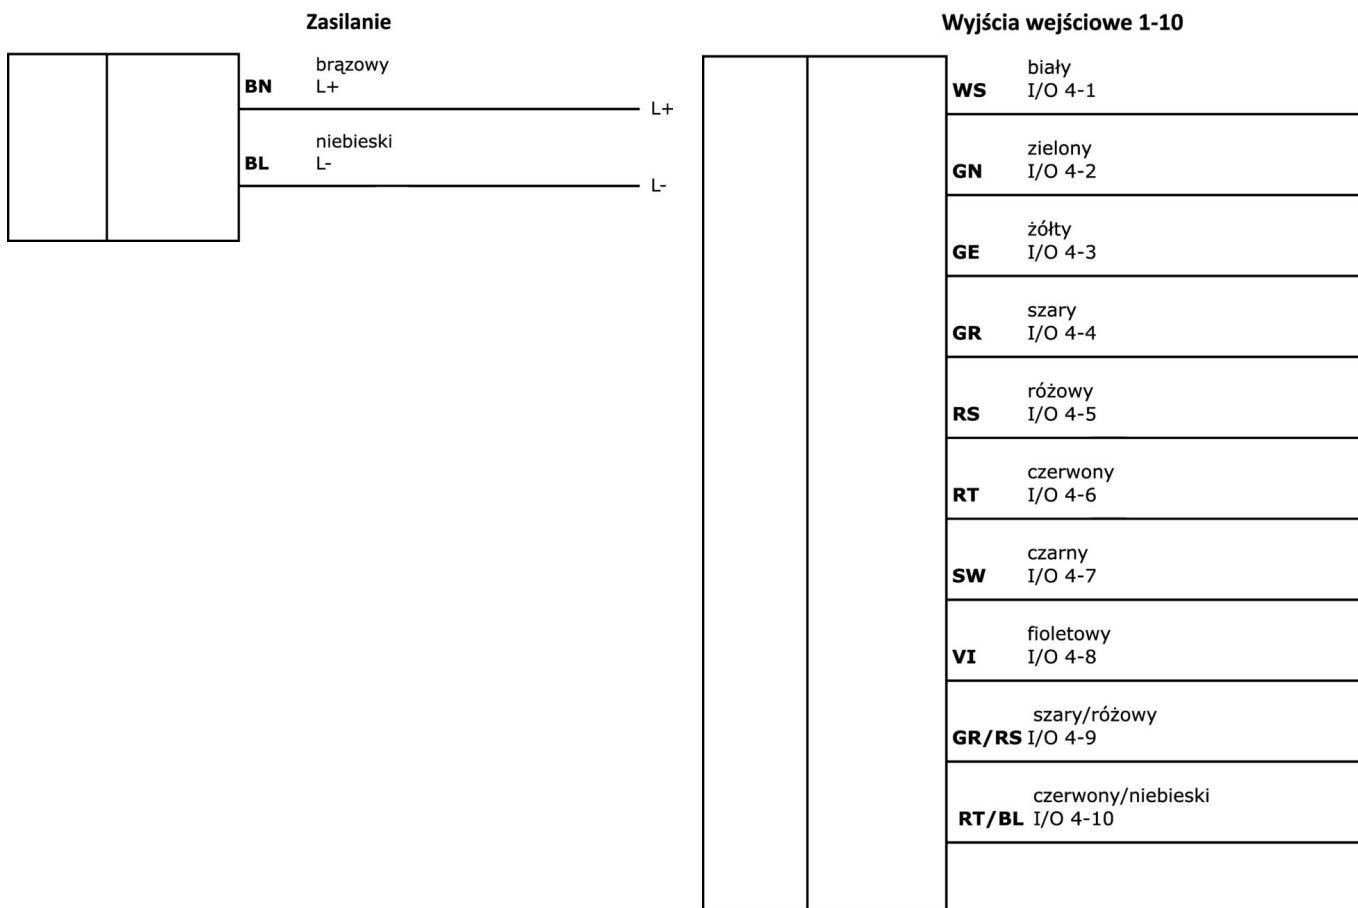 Zasilanie
brązowy
BN L+
L+
niebieski
BL L-
L-
Wyjścia wejściowe 1-10
biały
WS I/O 4-1
zielony
GN I/O 4-2
żółty
GE I/O 4-3
szary
GR I/O 4-4
różowy
RS I/O 4-5
czerwony
RT I/O 4-6
czarny
SW I/O 4-7
fioletowy
VI I/O 4-8
szary/różowy
GR/RS I/O 4-9
czerwony/niebieski
RT/BL I/O 4-10